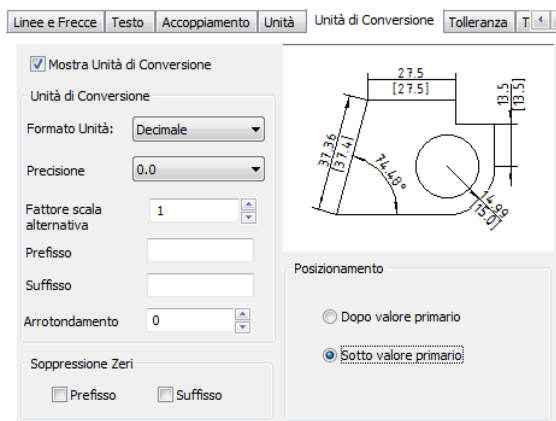 Linee e Frecce Testo Accoppiamento Unità Unità di Conversione Tolleranza T
Mostra Unità di Conversione
Unità di Conversione
Formato Unità: Decimale
Precisione 0.0
Fattore scala
alternativa 1
Prefisso
Suffisso
Arrotondamento 0
Soppressione Zeri
Prefisso Suffisso
27.5
[27.5]
13.5
[13.5]
37.36
[37.4]
74.48°
14.99
[15.0]
Posizionamento
Dopo valore primario
Sotto valore primario